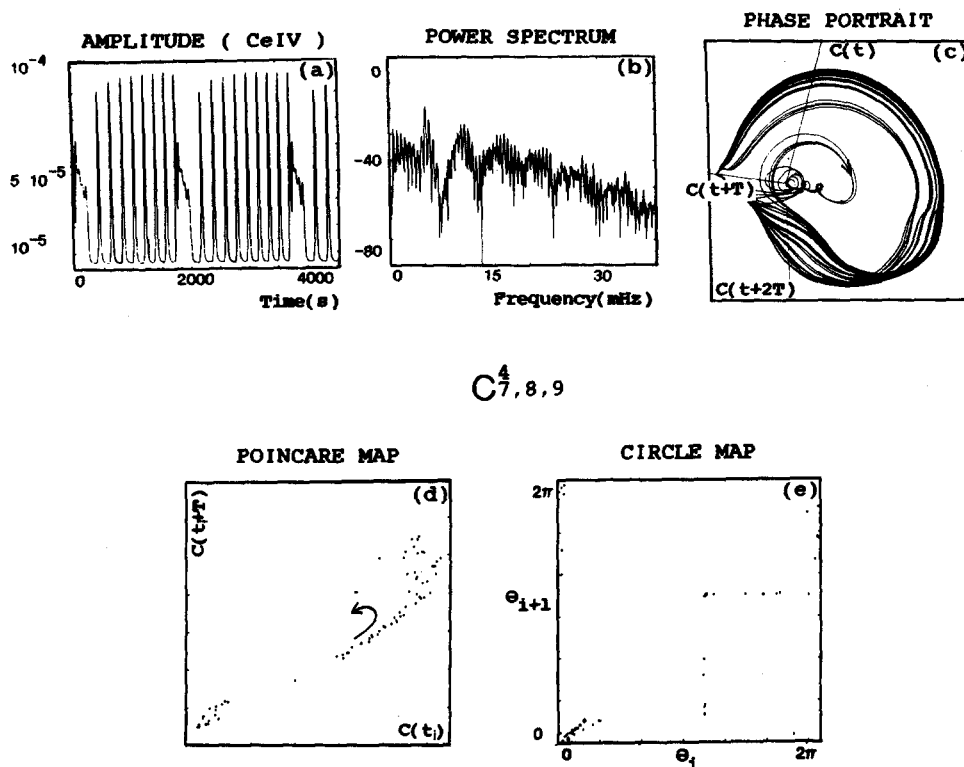 AMPLITUDE ( CeIV )
(a)
10-4
5 10-5
10-5
0 2000 4000
Time(s)
POWER SPECTRUM
(b)
0
-40
-80
0 15 30
Frequency(mHz)
PHASE PORTRAIT
C(t)
(c)
C(t+T)
C(t+2T)
C 4 7,8,9
POINCARE MAP
(d)
C(ti+T)
C(ti)
CIRCLE MAP
(e)
2π
Θi+1
0
0 Θi 2π